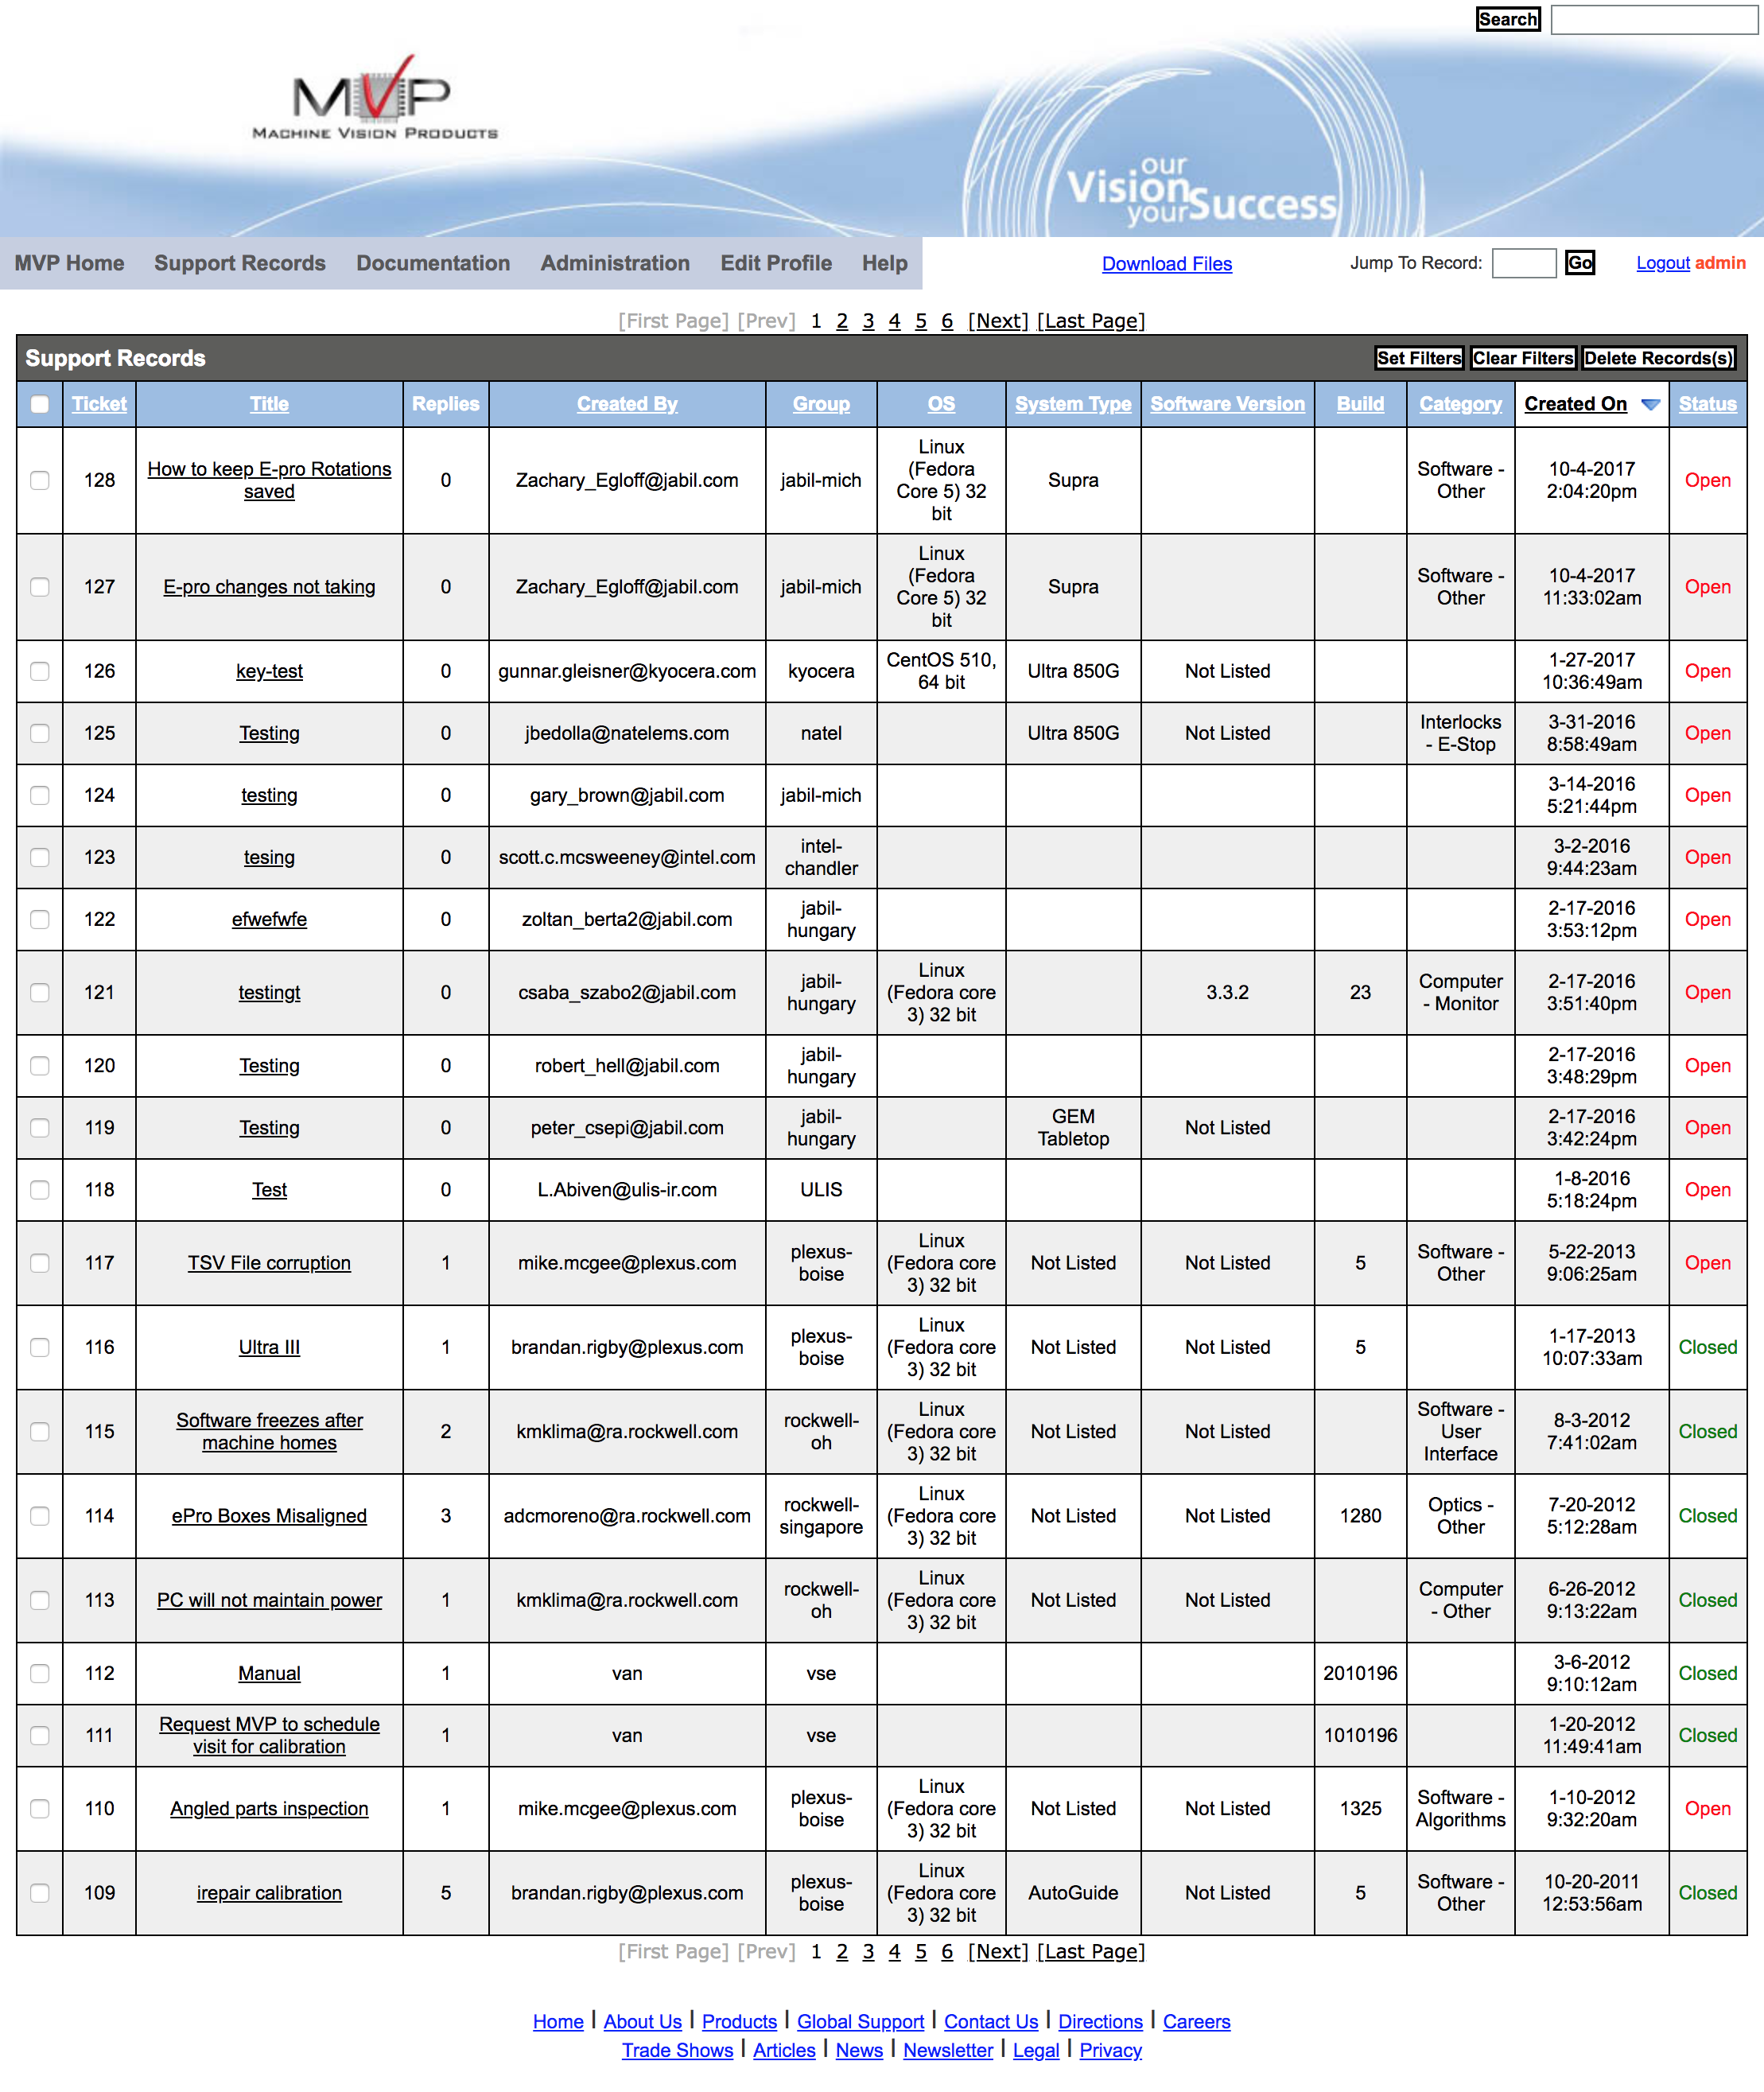 Search
MVP
MACHINE VISION PRODUCTS
our
Vision
yourSuccess
MVP Home Support Records Documentation Administration Edit Profile Help Download Files Jump To Record: Go Logout admin
[First Page] [Prev] 1 2 3 4 5 6 [Next] [Last Page]
Support Records Set Filters Clear Filters Delete Records(s)
Ticket Title Replies Created By Group OS System Type Software Version Build Category Created On Status
128 How to keep E-pro Rotations saved 0 Zachary_Egloff@jabil.com jabil-mich Linux (Fedora Core 5) 32 bit Supra Software - Other 10-4-2017 2:04:20pm Open
127 E-pro changes not taking 0 Zachary_Egloff@jabil.com jabil-mich Linux (Fedora Core 5) 32 bit Supra Software - Other 10-4-2017 11:33:02am Open
126 key-test 0 gunnar.gleisner@kyocera.com kyocera CentOS 510, 64 bit Ultra 850G Not Listed 1-27-2017 10:36:49am Open
125 Testing 0 jbedolla@natelems.com natel Ultra 850G Not Listed Interlocks - E-Stop 3-31-2016 8:58:49am Open
124 testing 0 gary_brown@jabil.com jabil-mich 3-14-2016 5:21:44pm Open
123 tesing 0 scott.c.mcsweeney@intel.com intel-chandler 3-2-2016 9:44:23am Open
122 efwefwfe 0 zoltan_berta2@jabil.com jabil-hungary 2-17-2016 3:53:12pm Open
121 testingt 0 csaba_szabo2@jabil.com jabil-hungary Linux (Fedora core 3) 32 bit 3.3.2 23 Computer - Monitor 2-17-2016 3:51:40pm Open
120 Testing 0 robert_hell@jabil.com jabil-hungary 2-17-2016 3:48:29pm Open
119 Testing 0 peter_csepi@jabil.com jabil-hungary GEM Tabletop Not Listed 2-17-2016 3:42:24pm Open
118 Test 0 L.Abiven@ulis-ir.com ULIS 1-8-2016 5:18:24pm Open
117 TSV File corruption 1 mike.mcgee@plexus.com plexus-boise Linux (Fedora core 3) 32 bit Not Listed Not Listed 5 Software - Other 5-22-2013 9:06:25am Open
116 Ultra III 1 brandan.rigby@plexus.com plexus-boise Linux (Fedora core 3) 32 bit Not Listed Not Listed 5 1-17-2013 10:07:33am Closed
115 Software freezes after machine homes 2 kmklima@ra.rockwell.com rockwell-oh Linux (Fedora core 3) 32 bit Not Listed Not Listed Software - User Interface 8-3-2012 7:41:02am Closed
114 ePro Boxes Misaligned 3 adcmoreno@ra.rockwell.com rockwell-singapore Linux (Fedora core 3) 32 bit Not Listed Not Listed 1280 Optics - Other 7-20-2012 5:12:28am Closed
113 PC will not maintain power 1 kmklima@ra.rockwell.com rockwell-oh Linux (Fedora core 3) 32 bit Not Listed Not Listed Computer - Other 6-26-2012 9:13:22am Closed
112 Manual 1 van vse 2010196 3-6-2012 9:10:12am Closed
111 Request MVP to schedule visit for calibration 1 van vse 1010196 1-20-2012 11:49:41am Closed
110 Angled parts inspection 1 mike.mcgee@plexus.com plexus-boise Linux (Fedora core 3) 32 bit Not Listed Not Listed 1325 Software - Algorithms 1-10-2012 9:32:20am Open
109 irepair calibration 5 brandan.rigby@plexus.com plexus-boise Linux (Fedora core 3) 32 bit AutoGuide Not Listed 5 Software - Other 10-20-2011 12:53:56am Closed
[First Page] [Prev] 1 2 3 4 5 6 [Next] [Last Page]
Home | About Us | Products | Global Support | Contact Us | Directions | Careers
Trade Shows | Articles | News | Newsletter | Legal | Privacy